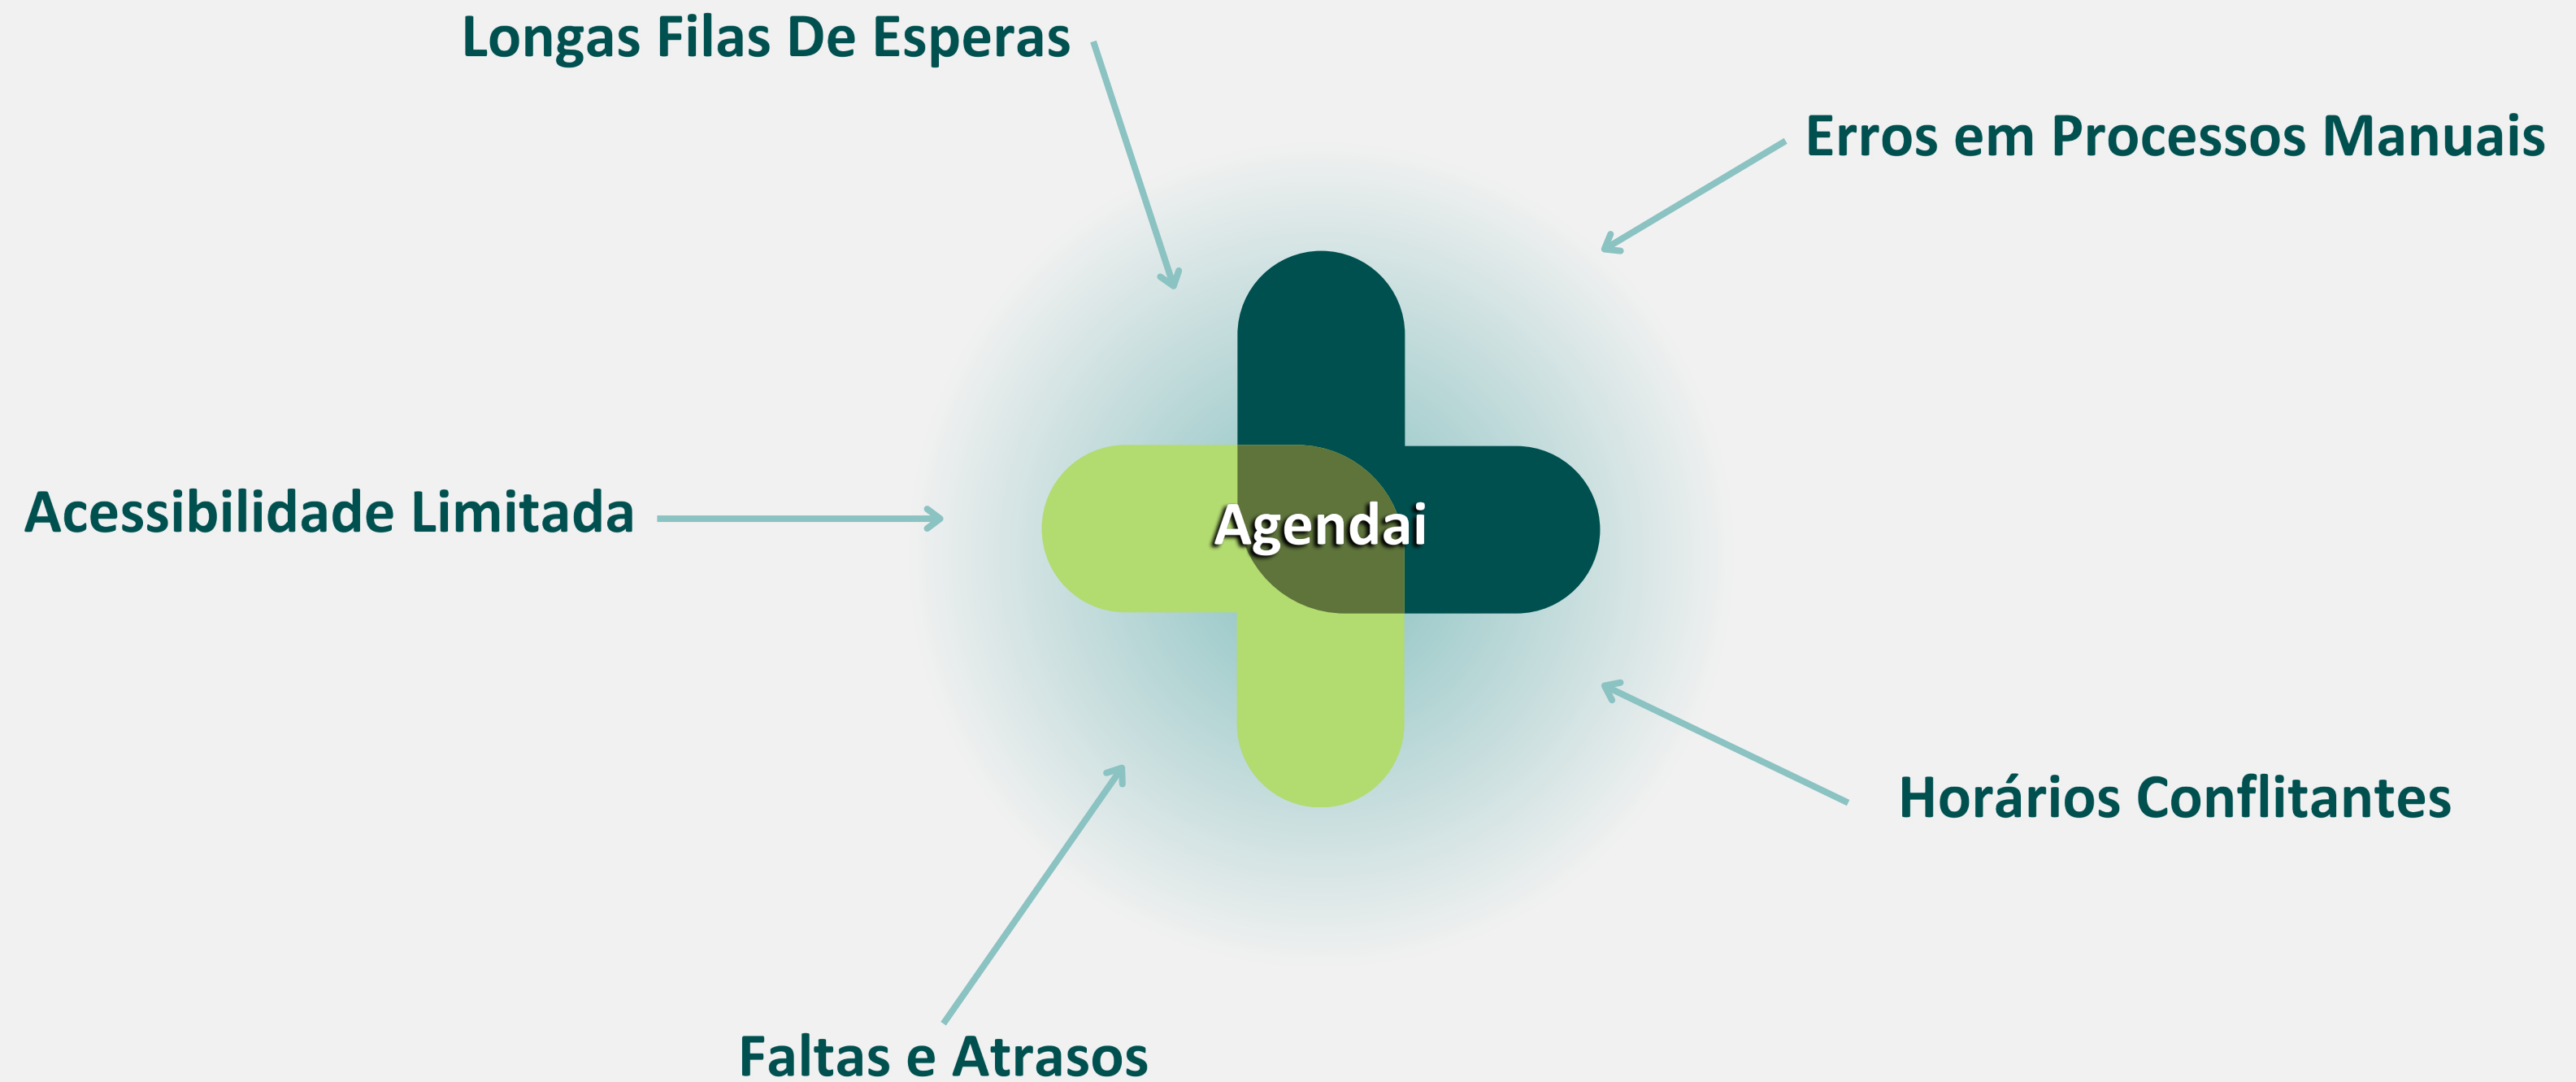 Longas Filas De Esperas
Erros em Processos Manuais
Acessibilidade Limitada
Agendai
Horários Conflitantes
Faltas e Atrasos